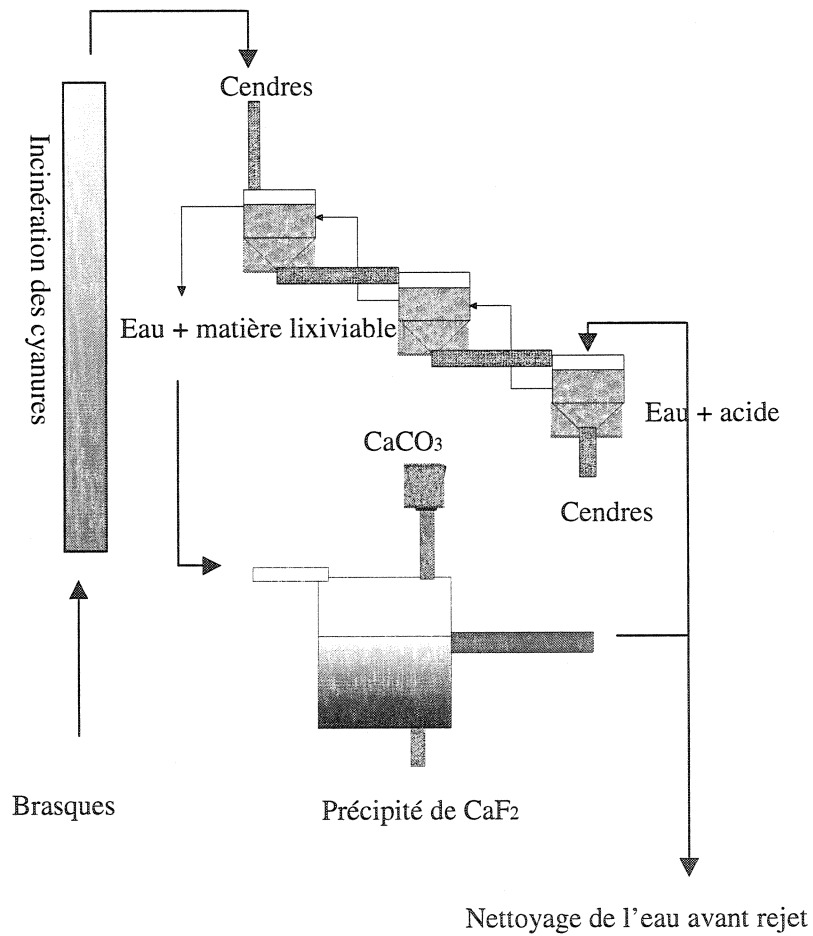 Cendres
Incinération des cyanures
Eau + matière lixiviable
Eau + acide
CaCO3
Cendres
Brasques
Précipité de CaF2
Nettoyage de l'eau avant rejet